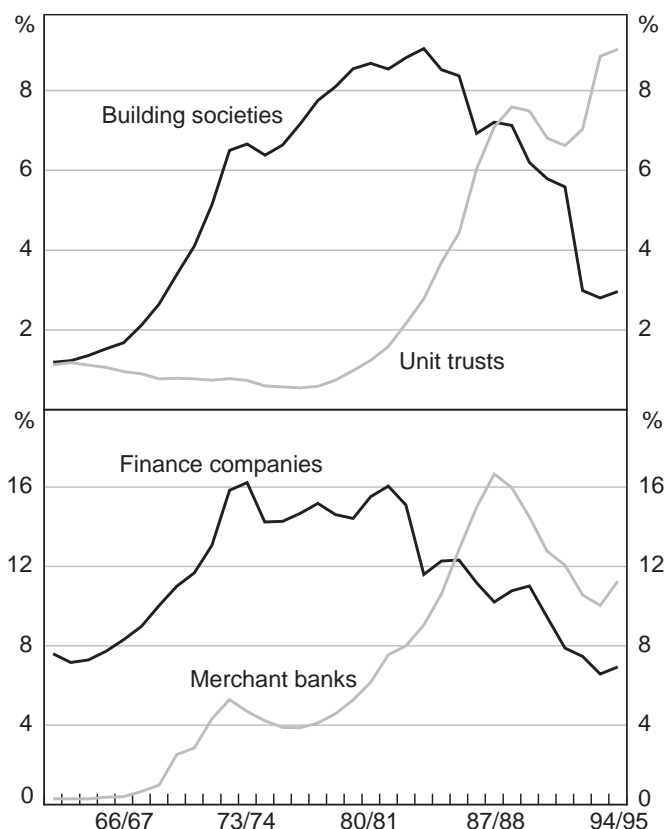 % %
8 8
Building societies
6 6
4 4
2 2
Unit trusts
% %
Finance companies
16 16
12 12
8 8
Merchant banks
4 4
0 0
66/67 73/74 80/81 87/88 94/95